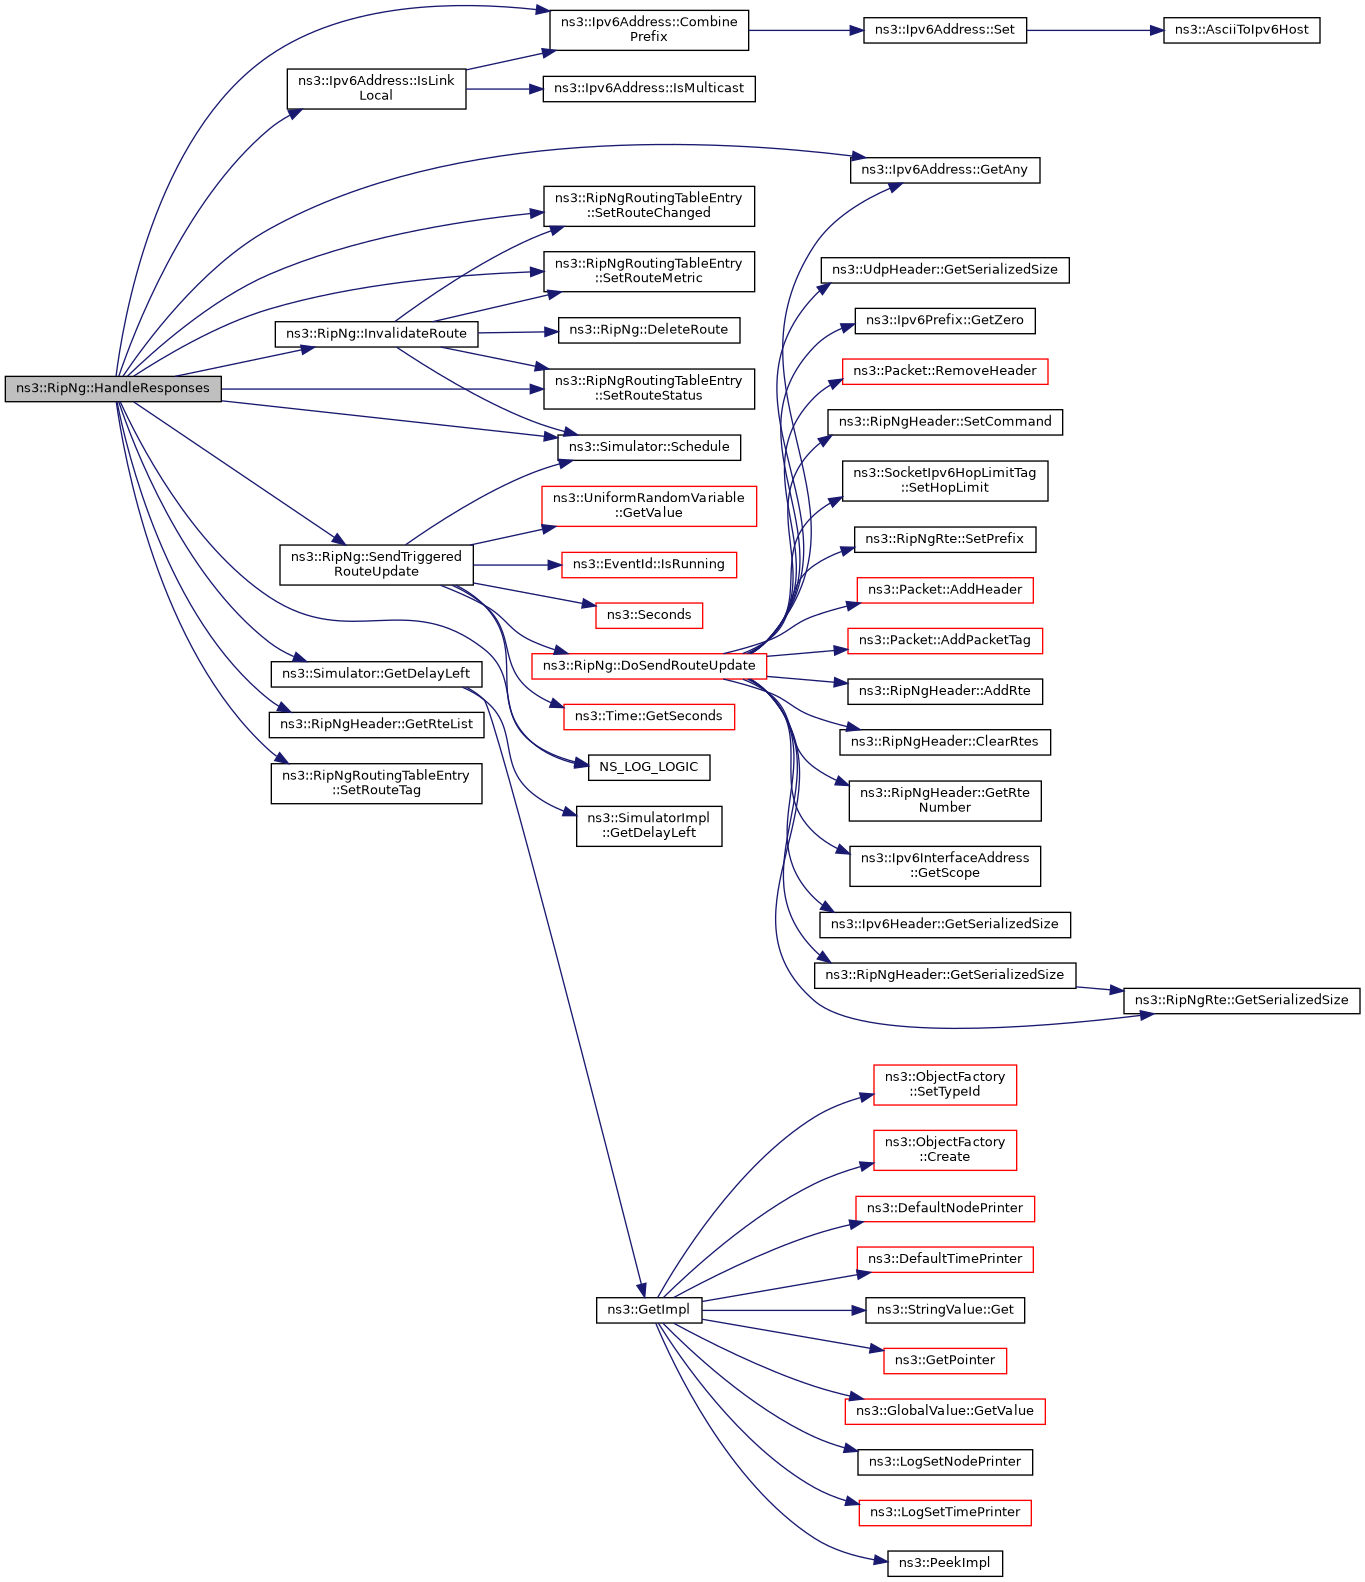 ns3::RipNg::HandleResponses
ns3::Ipv6Address::Combine
Prefix
ns3::Ipv6Address::Set
ns3::AsciiToIpv6Host
ns3::Ipv6Address::IsLink
Local
ns3::Ipv6Address::IsMulticast
ns3::Ipv6Address::GetAny
ns3::RipNgRoutingTableEntry
::SetRouteChanged
ns3::RipNgRoutingTableEntry
::SetRouteMetric
ns3::RipNg::InvalidateRoute
ns3::RipNg::DeleteRoute
ns3::RipNgRoutingTableEntry
::SetRouteStatus
ns3::Simulator::Schedule
ns3::UniformRandomVariable
::GetValue
ns3::RipNg::SendTriggered
RouteUpdate
ns3::EventId::IsRunning
ns3::Seconds
ns3::RipNg::DoSendRouteUpdate
ns3::Time::GetSeconds
NS_LOG_LOGIC
ns3::Simulator::GetDelayLeft
ns3::RipNgHeader::GetRteList
ns3::RipNgRoutingTableEntry
::SetRouteTag
ns3::SimulatorImpl
::GetDelayLeft
ns3::UdpHeader::GetSerializedSize
ns3::Ipv6Prefix::GetZero
ns3::Packet::RemoveHeader
ns3::RipNgHeader::SetCommand
ns3::SocketIpv6HopLimitTag
::SetHopLimit
ns3::RipNgRte::SetPrefix
ns3::Packet::AddHeader
ns3::Packet::AddPacketTag
ns3::RipNgHeader::AddRte
ns3::RipNgHeader::ClearRtes
ns3::RipNgHeader::GetRte
Number
ns3::Ipv6InterfaceAddress
::GetScope
ns3::Ipv6Header::GetSerializedSize
ns3::RipNgHeader::GetSerializedSize
ns3::RipNgRte::GetSerializedSize
ns3::GetImpl
ns3::ObjectFactory
::SetTypeId
ns3::ObjectFactory
::Create
ns3::DefaultNodePrinter
ns3::DefaultTimePrinter
ns3::StringValue::Get
ns3::GetPointer
ns3::GlobalValue::GetValue
ns3::LogSetNodePrinter
ns3::LogSetTimePrinter
ns3::PeekImpl